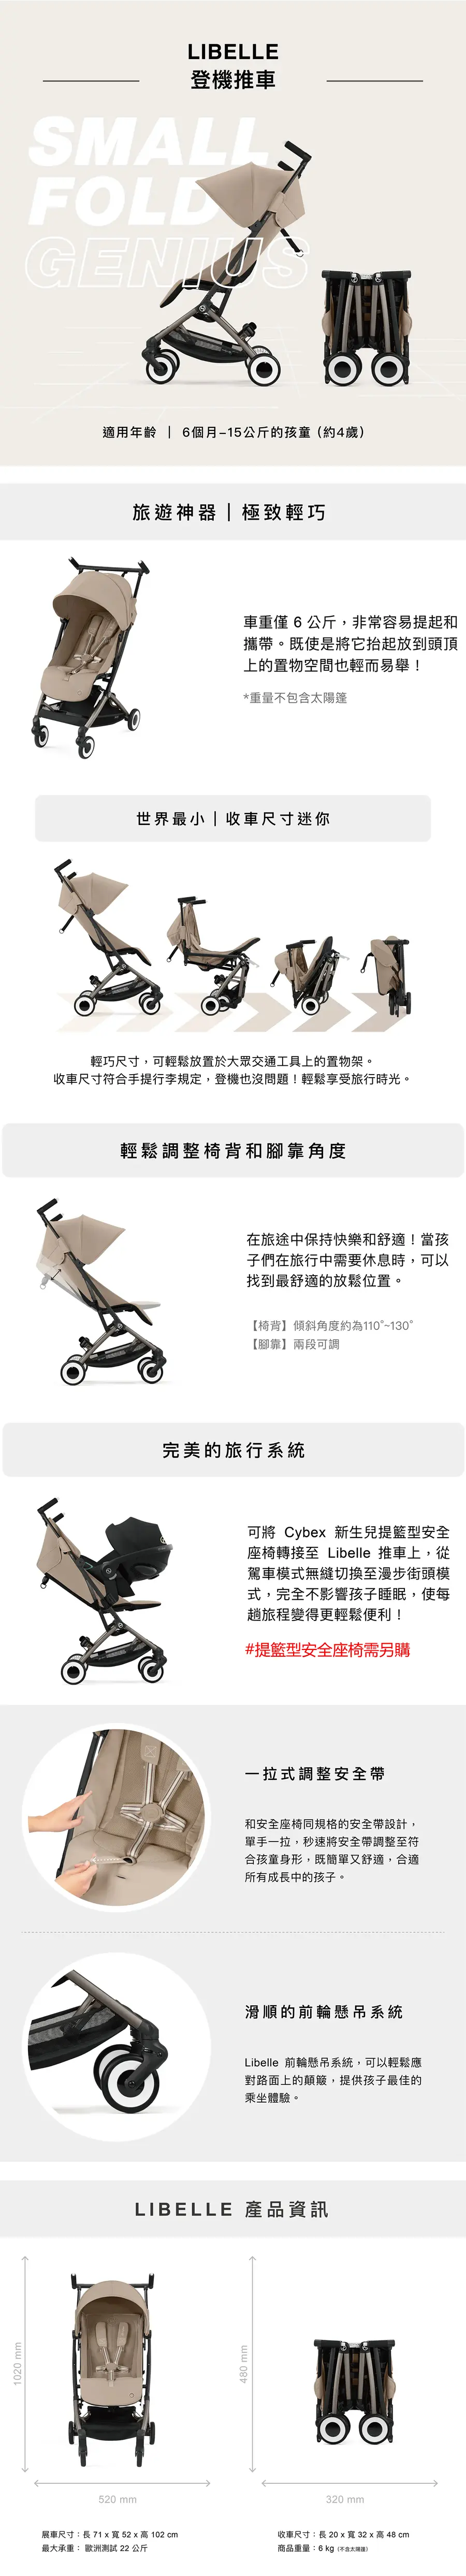 LIBELLE
登機推車
SMALL
FOLD
GENIUS
適用年齡 | 6個月-15公斤的孩童 (約4歲)
旅遊神器｜極致輕巧
車重僅 6 公斤，非常容易提起和
攜帶。既使是將它抬起放到頭頂
上的置物空間也輕而易舉！
*重量不包含太陽篷
世界最小｜收車尺寸迷你
輕巧尺寸，可輕鬆放置於大眾交通工具上的置物架。
收車尺寸符合手提行李規定，登機也沒問題！輕鬆享受旅行時光。
輕鬆調整椅背和腳靠角度
在旅途中保持快樂和舒適！當孩
子們在旅行中需要休息時，可以
找到最舒適的放鬆位置。
【椅背】傾斜角度約為110°~130°
【腳靠】兩段可調
完美的旅行系統
可將 Cybex 新生兒提籃型安全
座椅轉接至 Libelle 推車上，從
駕車模式無縫切換至漫步街頭模
式，完全不影響孩子睡眠，使每
趟旅程變得更輕鬆便利！
#提籃型安全座椅需另購
一拉式調整安全帶
和安全座椅同規格的安全帶設計，
單手一拉，秒速將安全帶調整至符
合孩童身形，既簡單又舒適，合適
所有成長中的孩子。
滑順的前輪懸吊系統
Libelle 前輪懸吊系統，可以輕鬆應
對路面上的顛簸，提供孩子最佳的
乘坐體驗。
LIBELLE 產品資訊
1020 mm
480 mm
520 mm
320 mm
展車尺寸：長 71 x 寬 52 x 高 102 cm
最大承重： 歐洲測試 22 公斤
收車尺寸：長 20 x 寬 32 x 高 48 cm
商品重量：6 kg (不含太陽篷)